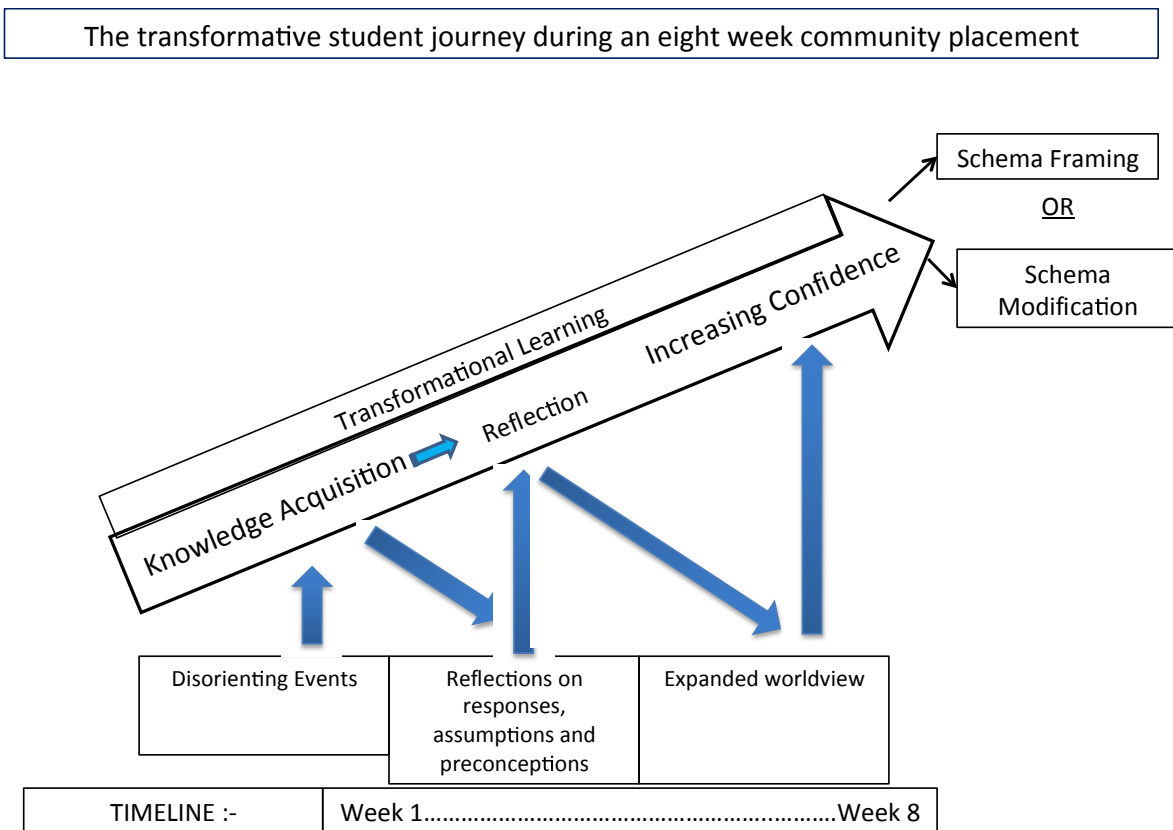 The transformative student journey during an eight week community placement
Schema Framing
OR
Schema
Modification
Transformational Learning
Knowledge Acquisition
Reflection
Increasing Confidence
Disorienting Events
Reflections on
responses,
assumptions and
preconceptions
Expanded worldview
TIMELINE :-
Week 1……………………………………………..……….Week 8